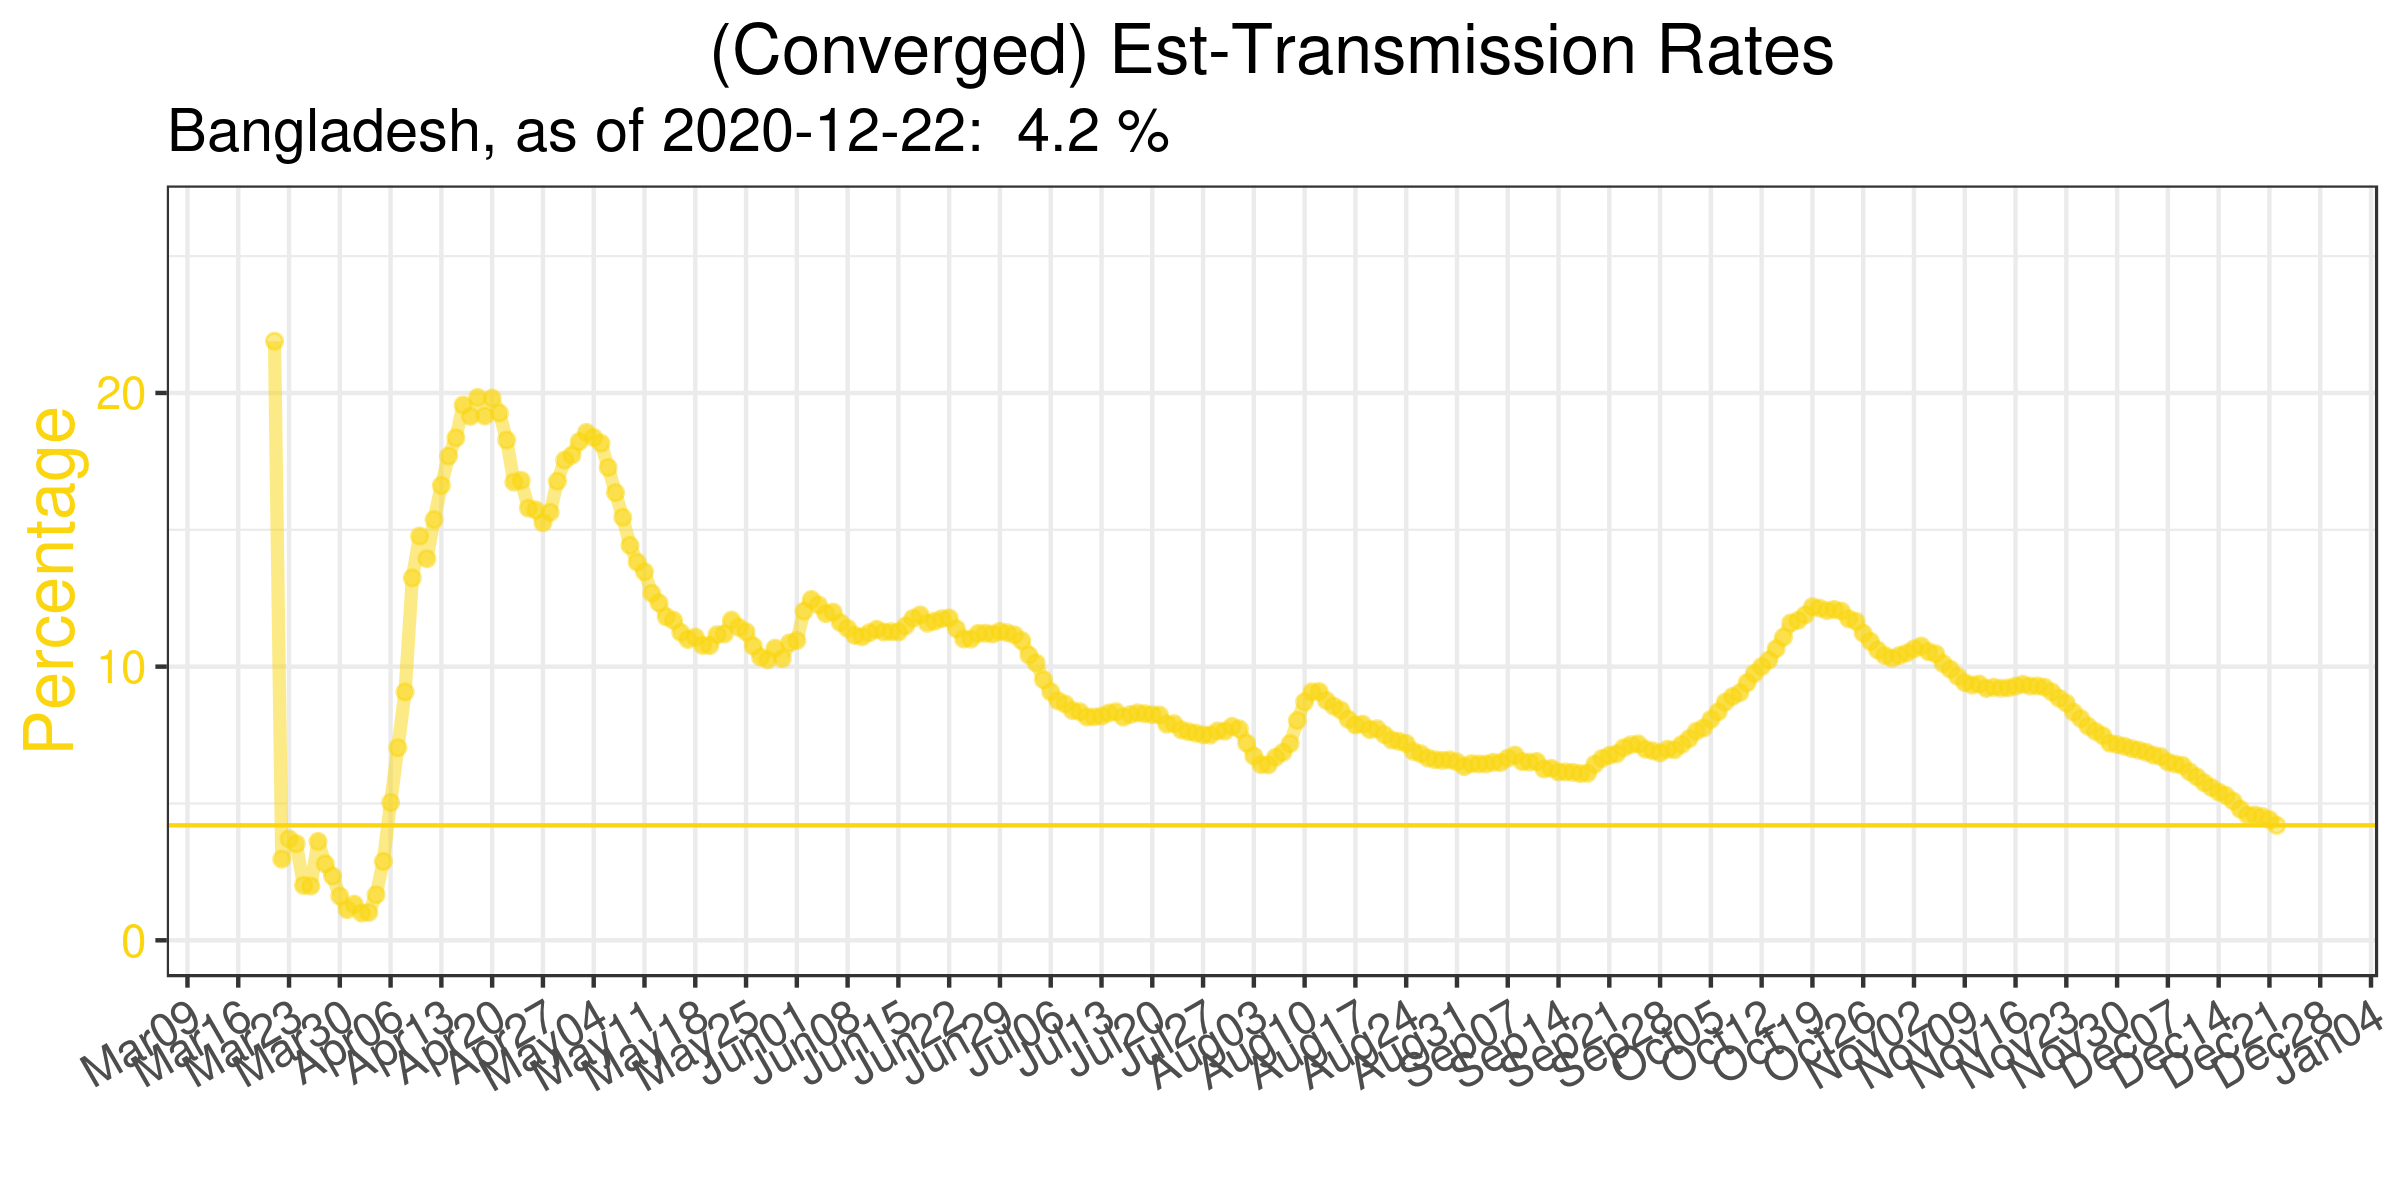 (Converged) Est-Transmission Rates
Bangladesh, as of 2020-12-22:  4.2 %
Percentage
20
10
0
Mar09
Mar16
Mar23
Mar30
Apr06
Apr13
Apr20
Apr27
May04
May11
May18
May25
Jun01
Jun08
Jun15
Jun22
Jun29
Jul06
Jul13
Jul20
Jul27
Aug03
Aug10
Aug17
Aug24
Aug31
Sep07
Sep14
Sep21
Sep28
Oct05
Oct12
Oct19
Oct26
Nov02
Nov09
Nov16
Nov23
Nov30
Dec07
Dec14
Dec21
Dec28
Jan04